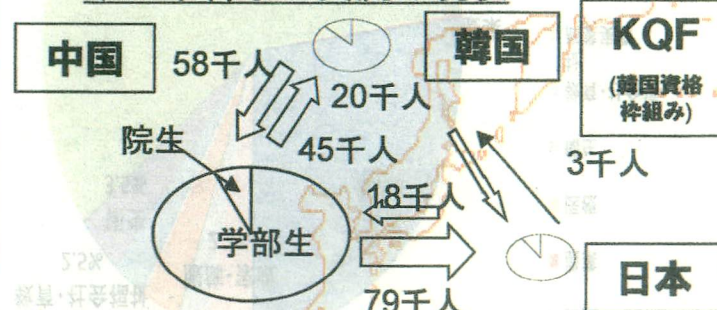 中国
58千人
韓国
KQF
(韓国資格
枠組み)
20千人
院生
45千人
3千人
18千人
学部生
2.5%
日本
79千人